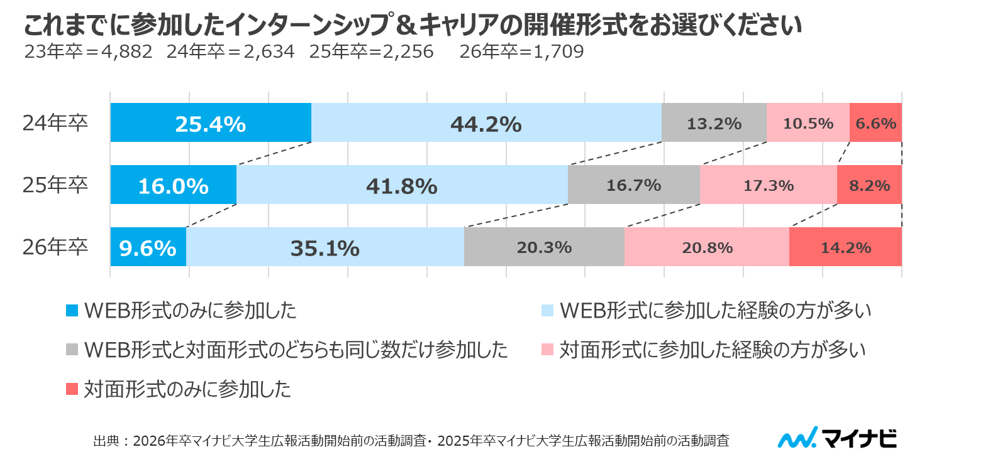 これまでに参加したインターンシップ＆キャリアの開催形式をお選びください
23年卒＝4,882 24年卒＝2,634 25年卒=2,256 26年卒=1,709
24年卒 25.4% 44.2% 13.2% 10.5% 6.6%
25年卒 16.0% 41.8% 16.7% 17.3% 8.2%
26年卒 9.6% 35.1% 20.3% 20.8% 14.2%
WEB形式のみに参加した WEB形式に参加した経験の方が多い
WEB形式と対面形式のどちらも同じ数だけ参加した 対面形式に参加した経験の方が多い
対面形式のみに参加した
出典：2026年卒マイナビ大学生広報活動開始前の活動調査・ 2025年卒マイナビ大学生広報活動開始前の活動調査
マイナビ